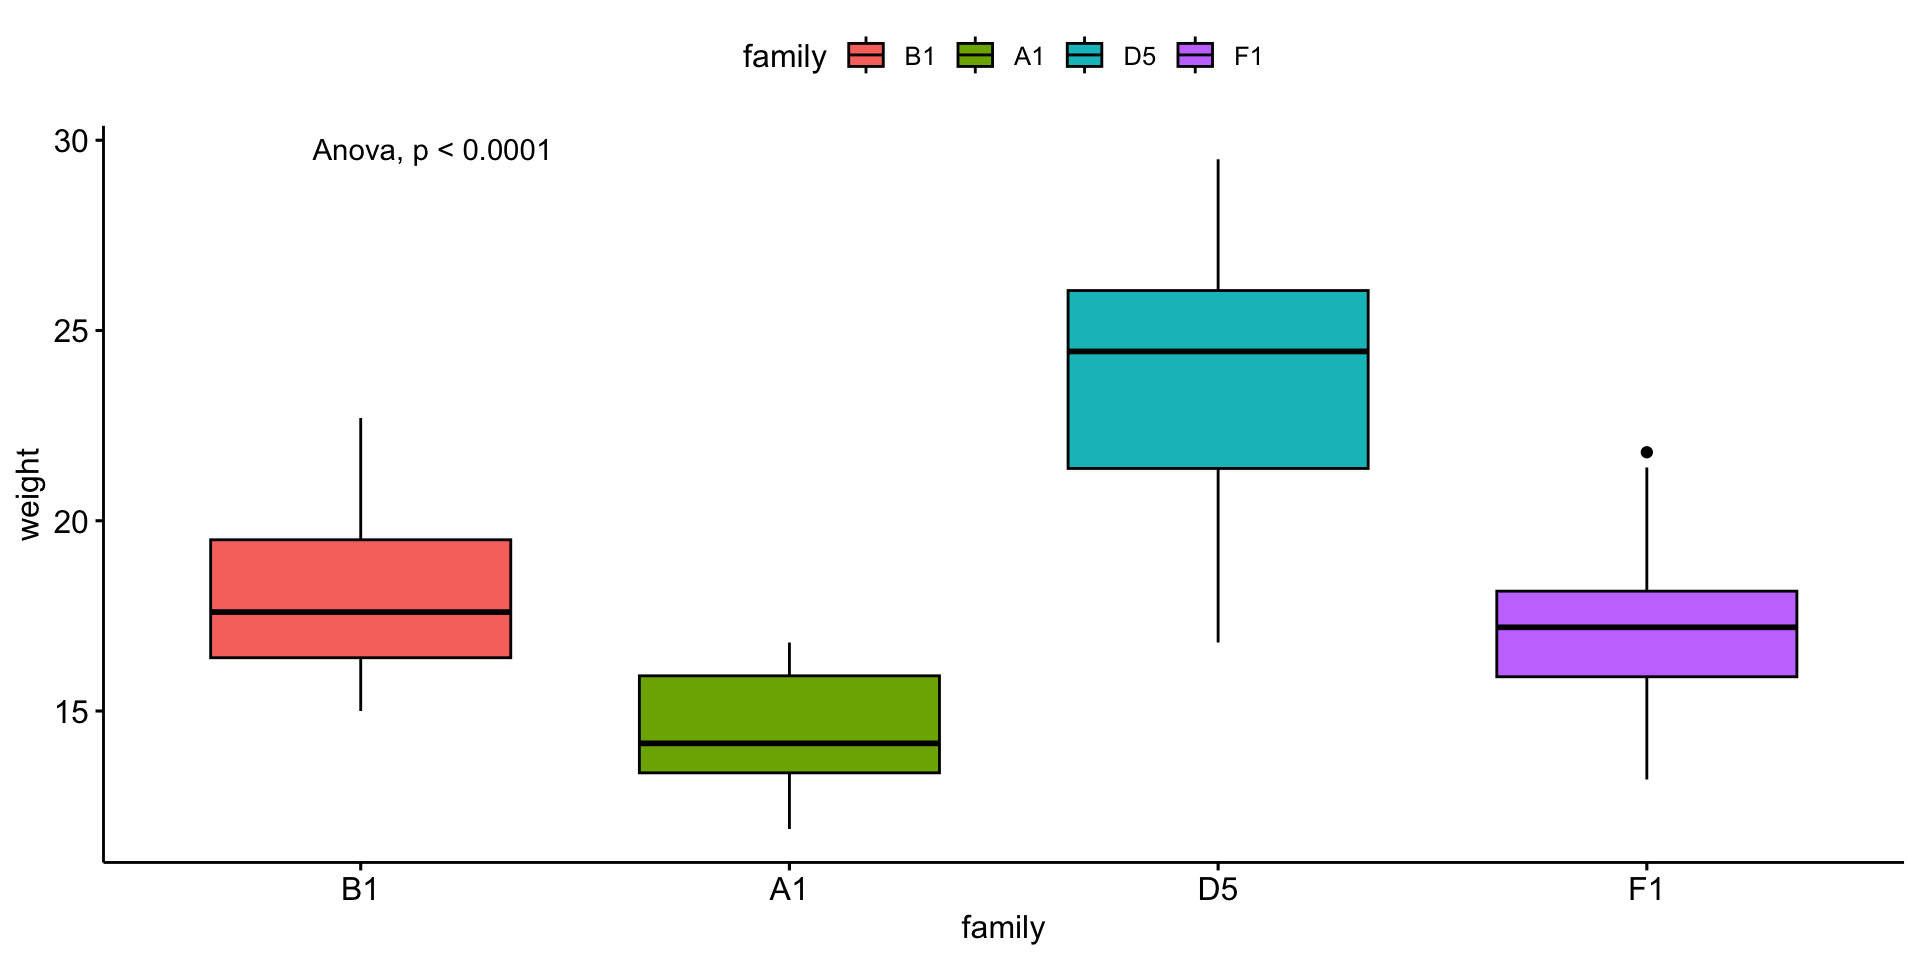 family B1 A1 D5 F1
Anova, p < 0.0001
30
25
20
15
weight
B1 A1 D5 F1
family